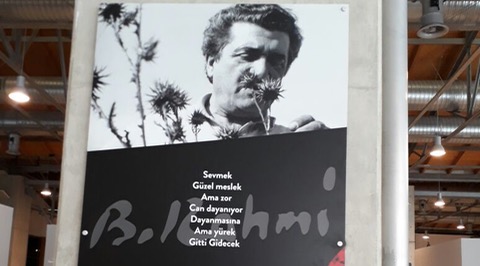 Sevmek
Güzel meslek
Ama zor
Can dayanıyor
Dayanmasına
Ama yürek
Gitti Gidecek
B. Rahmi